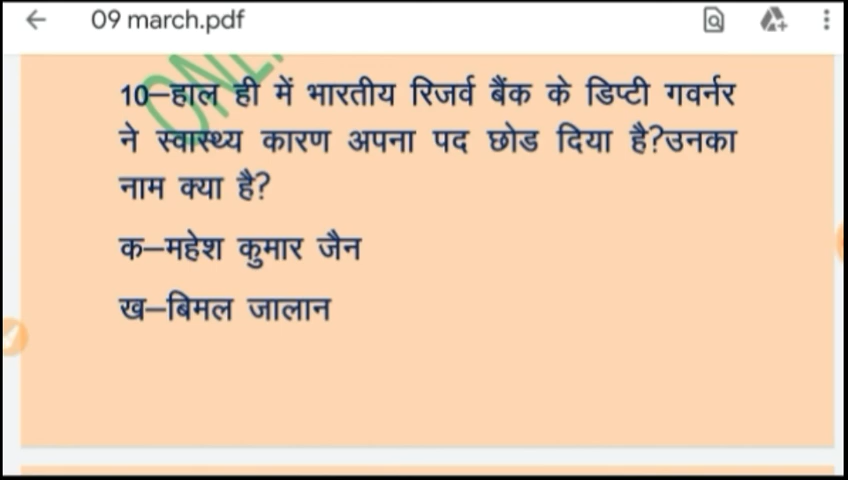 09 march.pdf
10–हाल ही में भारतीय रिजर्व बैंक के डिप्टी गवर्नर
ने स्वास्थ्य कारण अपना पद छोड दिया है?उनका
नाम क्या है?
क–महेश कुमार जैन
ख–बिमल जालान